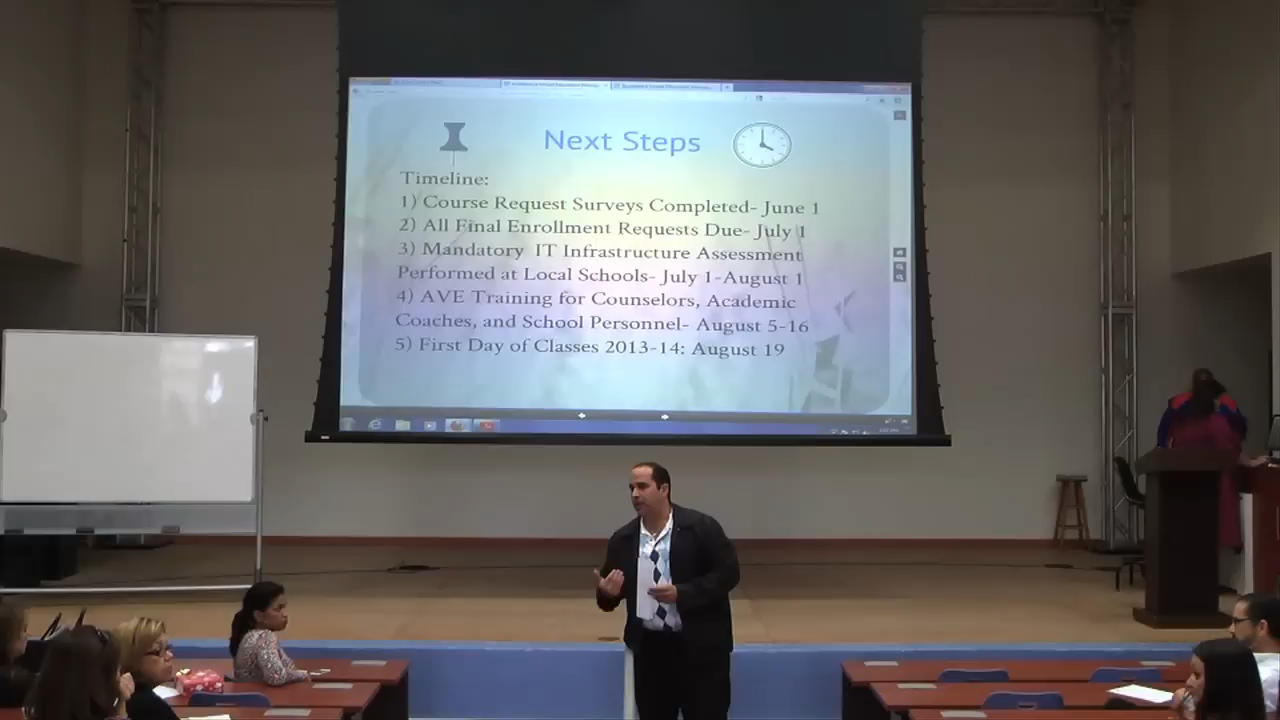 Next Steps
Timeline:
1) Course Request Surveys Completed- June 1
2) All Final Enrollment Requests Due- July 1
3) Mandatory IT Infrastructure Assessment
Performed at Local Schools- July 1-August 1
4) AVE Training for Counselors, Academic
Coaches, and School Personnel- August 5-16
5) First Day of Classes 2013-14: August 19